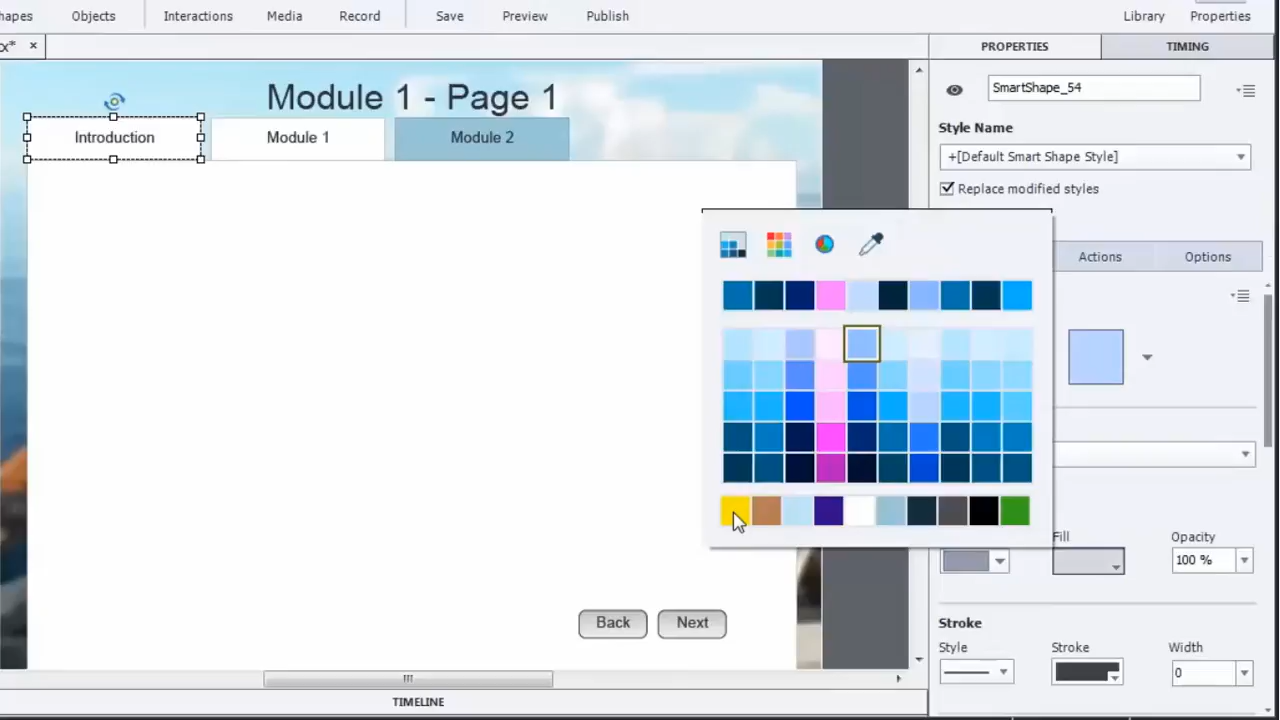 hapes Objects Interactions Media Record Save Preview Publish Library Properties
x* × PROPERTIES TIMING
Module 1 - Page 1
SmartShape_54
Introduction Module 1 Module 2
Style Name
+[Default Smart Shape Style]
Replace modified styles
Actions Options
Fill Opacity
100 %
Back Next
Stroke
Style Stroke Width
0
TIMELINE